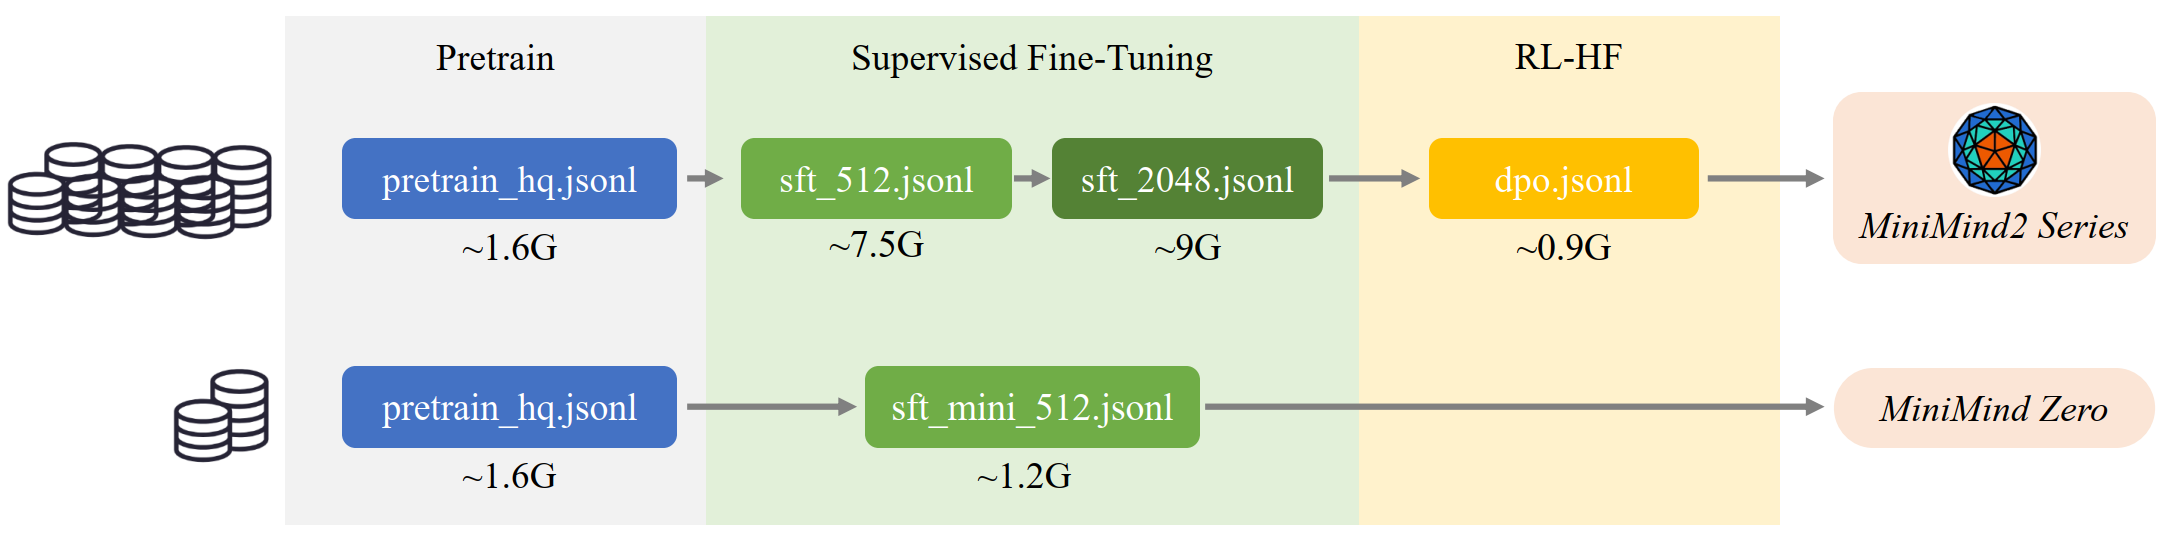 Pretrain
Supervised Fine-Tuning
RL-HF
pretrain_hq.jsonl
sft_512.jsonl
sft_2048.jsonl
dpo.jsonl
MiniMind2 Series
~1.6G
~7.5G
~9G
~0.9G
pretrain_hq.jsonl
sft_mini_512.jsonl
MiniMind Zero
~1.6G
~1.2G